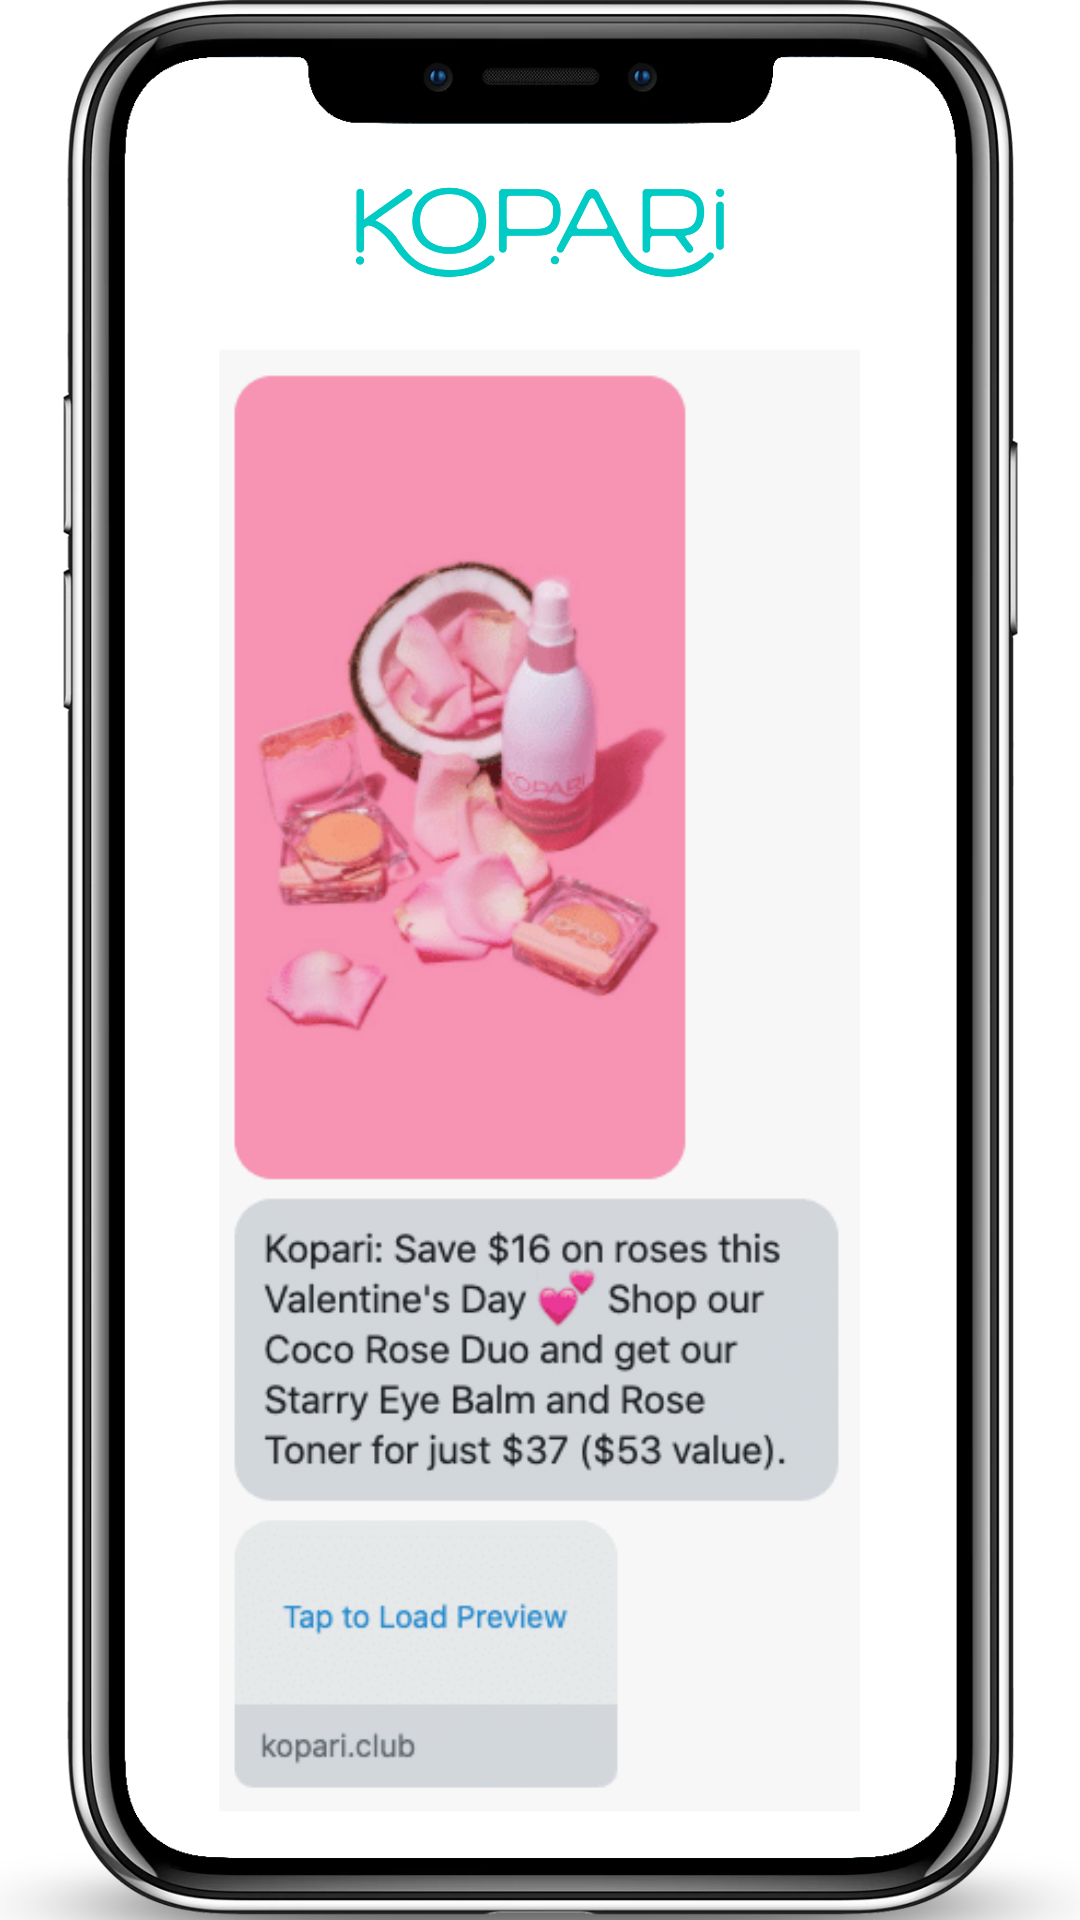 KOPARi
KOPARI
KOPARI
Kopari: Save $16 on roses this
Valentine's Day 💕 Shop our
Coco Rose Duo and get our
Starry Eye Balm and Rose
Toner for just $37 ($53 value).
Tap to Load Preview
kopari.club